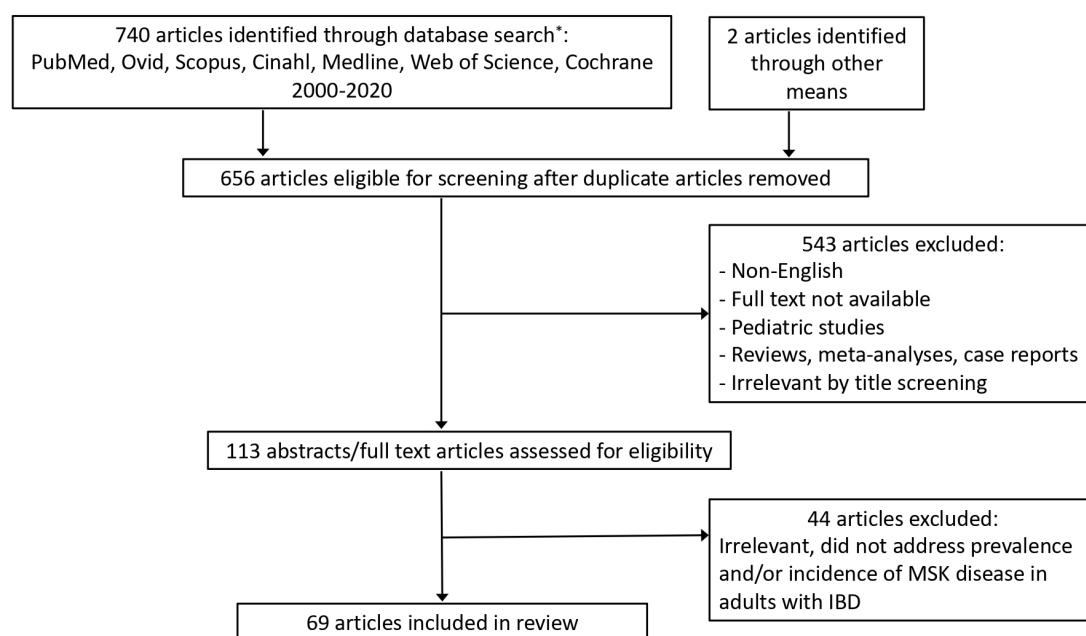 740 articles identified through database search*:
PubMed, Ovid, Scopus, Cinahl, Medline, Web of Science, Cochrane
2000-2020
2 articles identified
through other
means
656 articles eligible for screening after duplicate articles removed
543 articles excluded:
- Non-English
- Full text not available
- Pediatric studies
- Reviews, meta-analyses, case reports
- Irrelevant by title screening
113 abstracts/full text articles assessed for eligibility
44 articles excluded:
Irrelevant, did not address prevalence
and/or incidence of MSK disease in
adults with IBD
69 articles included in review